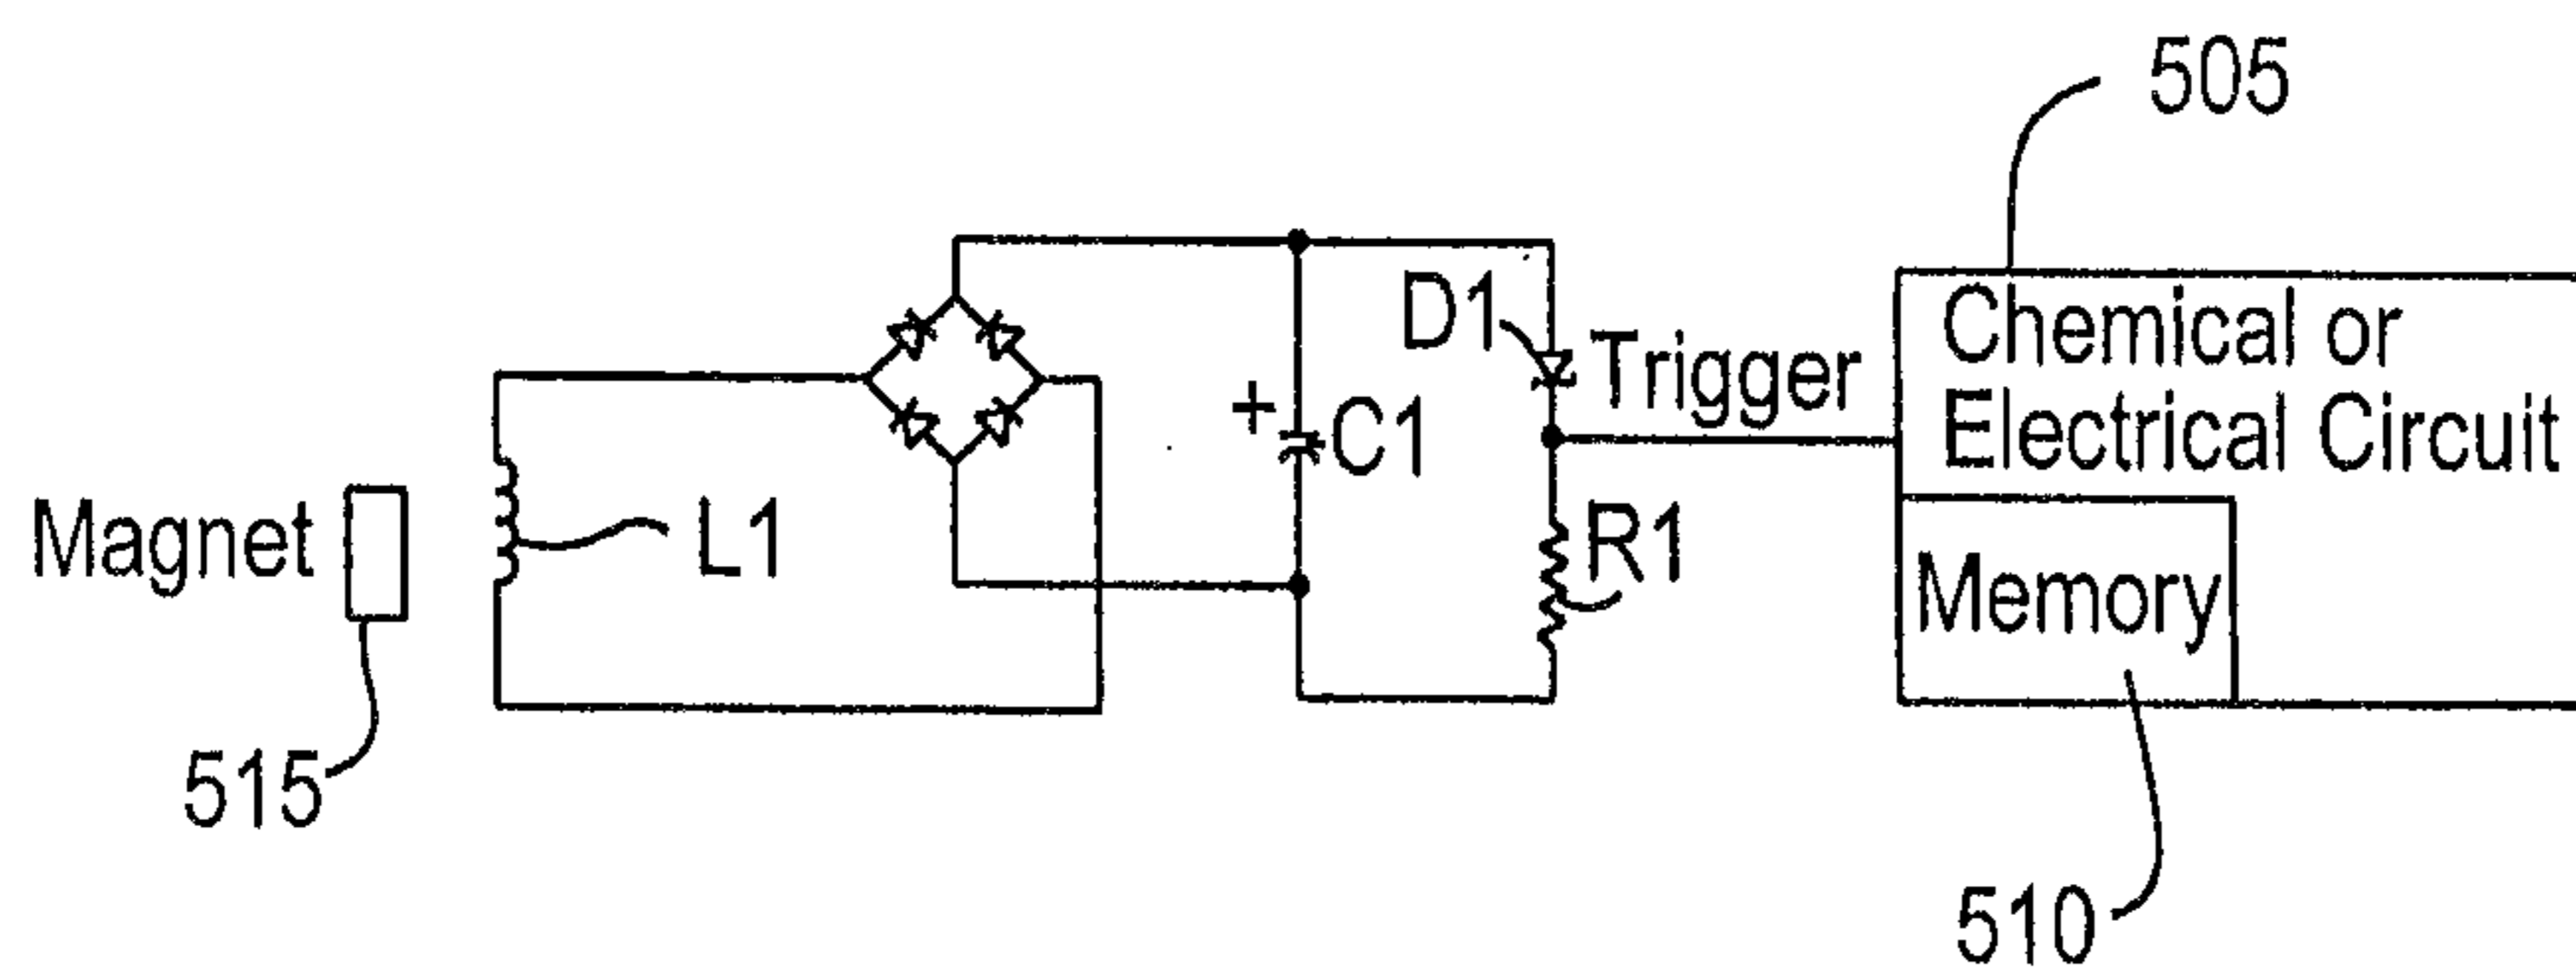 505
D1
Trigger
Chemical or
Electrical Circuit
+
C1
Magnet
L1
R1
Memory
515
510